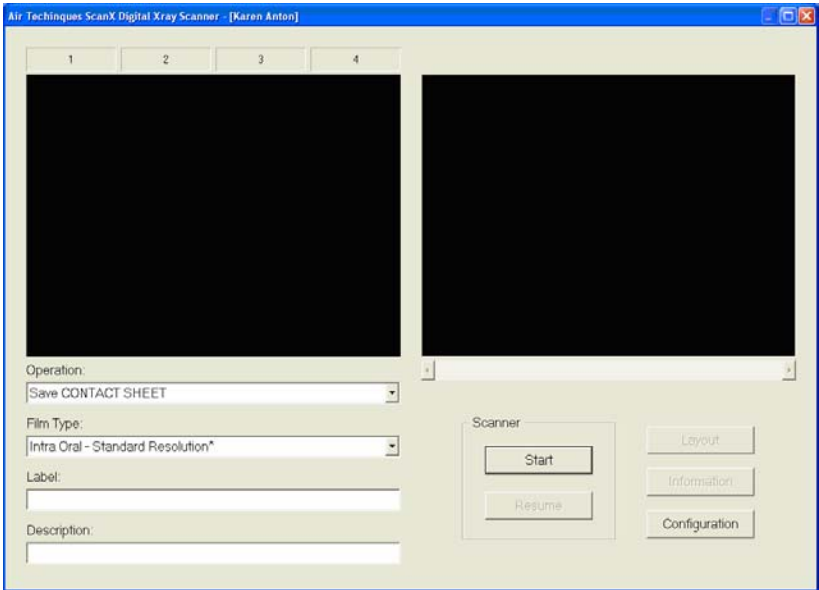 Air Techinques ScanX Digital Xray Scanner - [Karen Anton]
1 2 3 4
Operation:
Save CONTACT SHEET
Film Type:
Intra Oral - Standard Resolution*
Label:
Description:
Scanner
Start
Resume
Layout
Information
Configuration